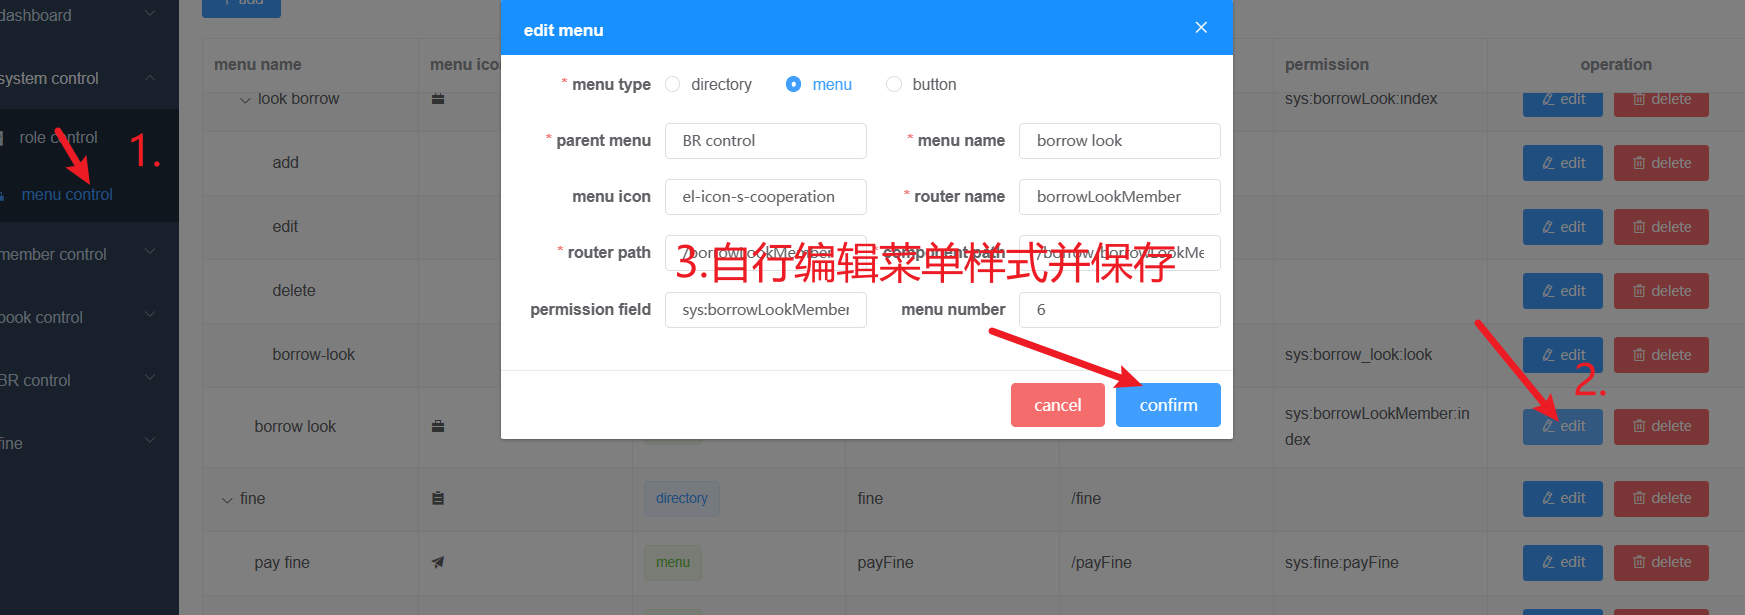 dashboard
add
edit menu
menu name
menu ico
permission
operation
system control
* menu type
directory
menu
button
look borrow
sys:borrowLook:index
edit
delete
role control
1.
* parent menu
BR control
* menu name
borrow look
add
edit
delete
menu control
menu icon
el-icon-s-cooperation
* router name
borrowLookMember
edit
edit
delete
member control
* router path
/borrowLookMember
* component path
/borrow/borrowLookMe
3.自行编辑菜单样式并保存
delete
edit
delete
book control
permission field
sys:borrowLookMember
menu number
6
borrow-look
sys:borrow_look:look
edit
delete
BR control
2.
cancel
confirm
borrow look
sys:borrowLookMember:in
dex
edit
delete
fine
fine
directory
fine
/fine
edit
delete
pay fine
menu
payFine
/payFine
sys:fine:payFine
edit
delete